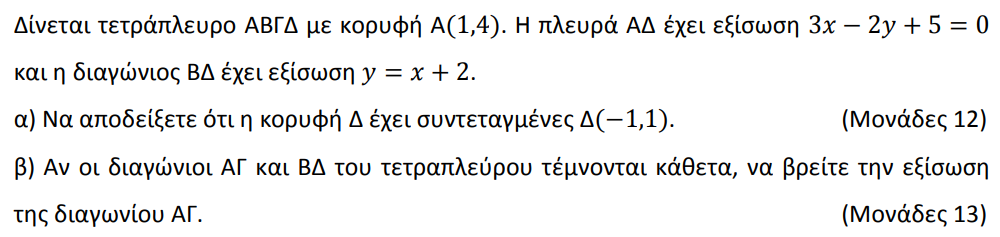 Δίνεται τετράπλευρο ΑΒΓΔ με κορυφή Α(1,4). Η πλευρά ΑΔ έχει εξίσωση 3x − 2y + 5 = 0
και η διαγώνιος ΒΔ έχει εξίσωση y = x + 2.
α) Να αποδείξετε ότι η κορυφή Δ έχει συντεταγμένες Δ(−1,1). (Μονάδες 12)
β) Αν οι διαγώνιοι ΑΓ και ΒΔ του τετραπλεύρου τέμνονται κάθετα, να βρείτε την εξίσωση
της διαγωνίου ΑΓ. (Μονάδες 13)